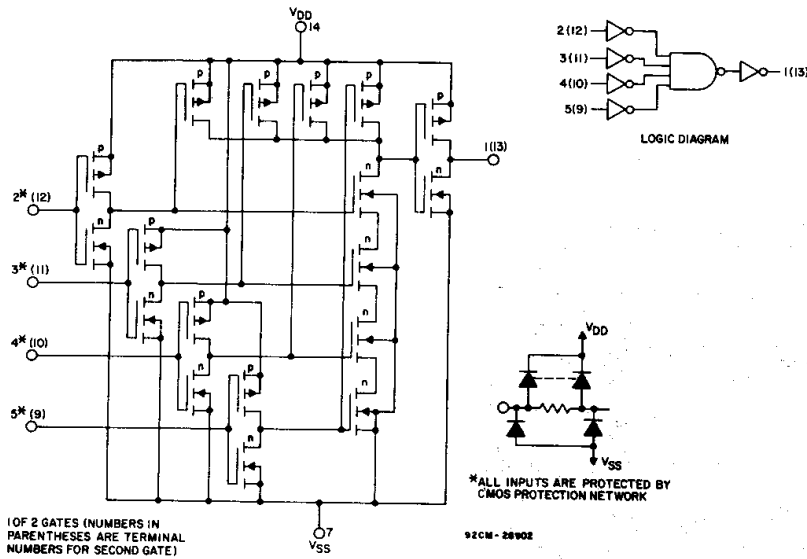 VDD
14
p
p
p
p
p
p
n
n
2*(12)
p
n
3*(11)
p
n
n
n
4*(10)
p
n
n
5*(9)
p
n
n
1(13)
7
VSS
1 OF 2 GATES (NUMBERS IN
PARENTHESES ARE TERMINAL
NUMBERS FOR SECOND GATE)
2(12)
3(11)
4(10)
5(9)
1(13)
LOGIC DIAGRAM
VDD
VSS
*ALL INPUTS ARE PROTECTED BY
CMOS PROTECTION NETWORK
92CM-28902